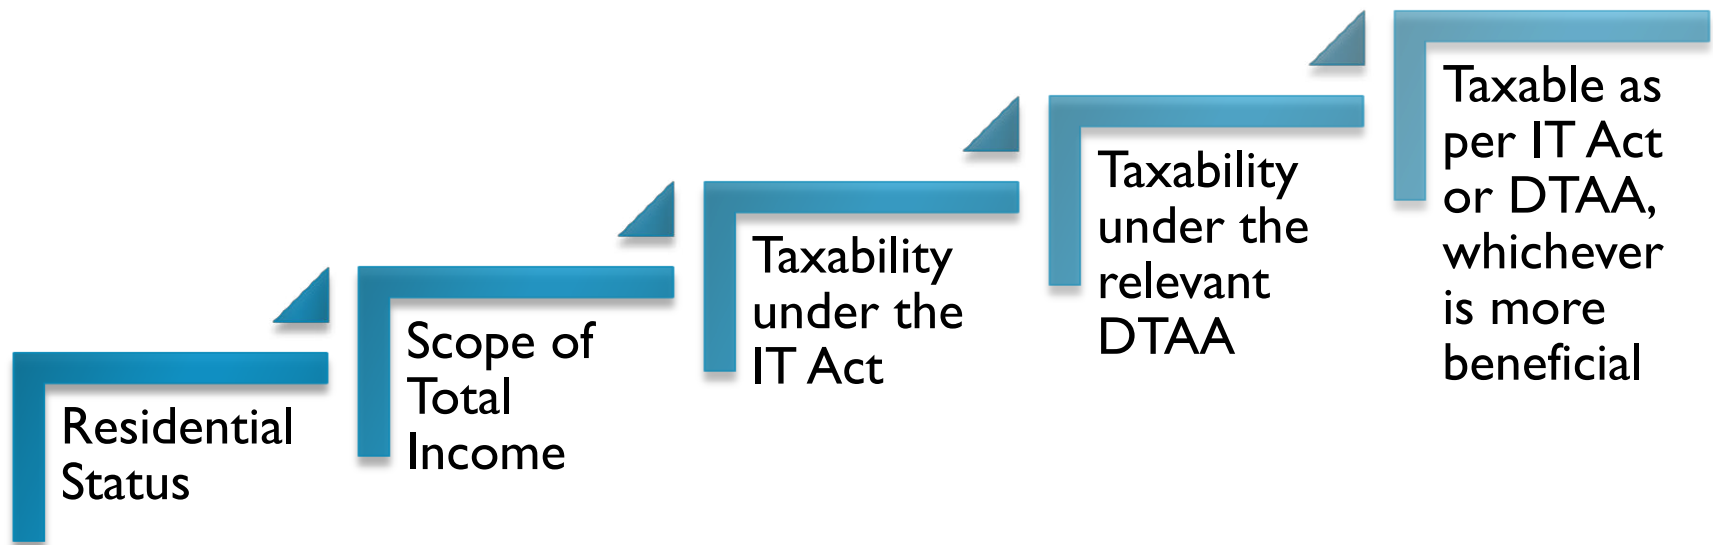 Residential
Status
Scope of
Total
Income
Taxability
under the
IT Act
Taxability
under the
relevant
DTAA
Taxable as
per IT Act
or DTAA,
whichever
is more
beneficial